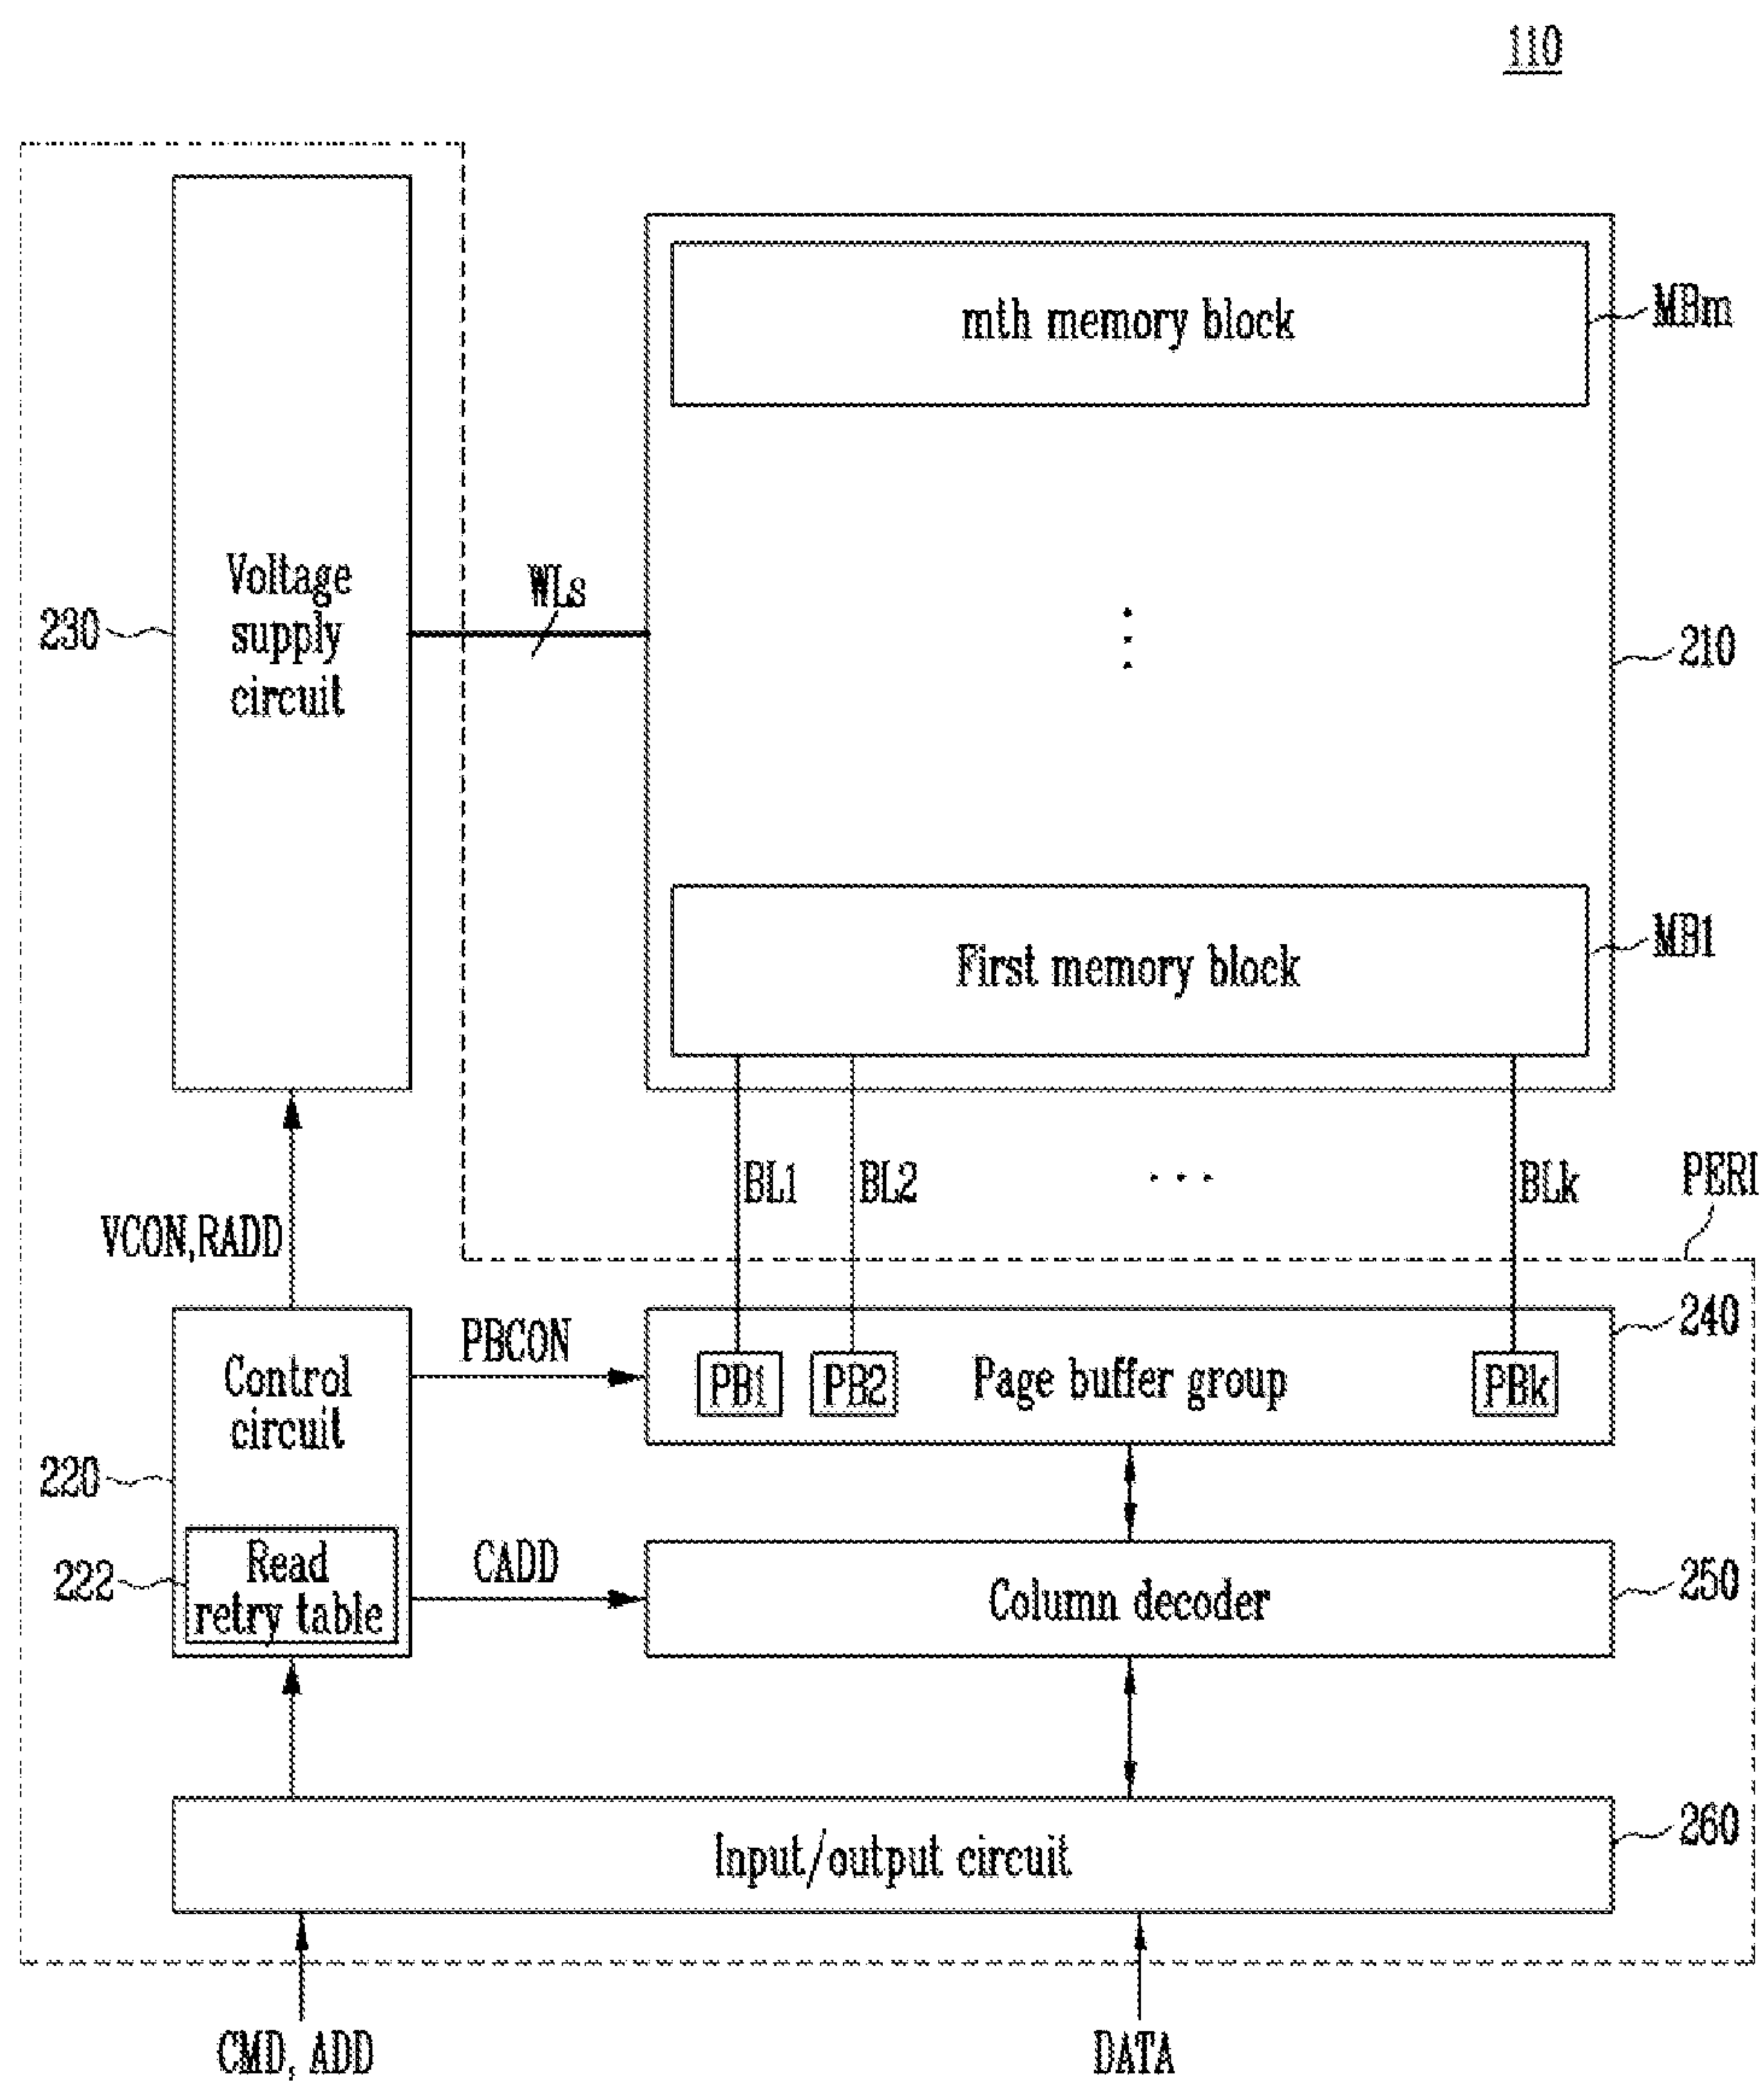 110
mth memory block
MBm
Voltage
supply
circuit
230
WLs
210
First memory block
MB1
BL1
BL2
BLk
PERI
VCON,RADD
Control
circuit
220
PBCON
PB1
PB2
Page buffer group
PBk
240
Read
retry table
222
CADD
Column decoder
250
Input/output circuit
260
CMD, ADD
DATA